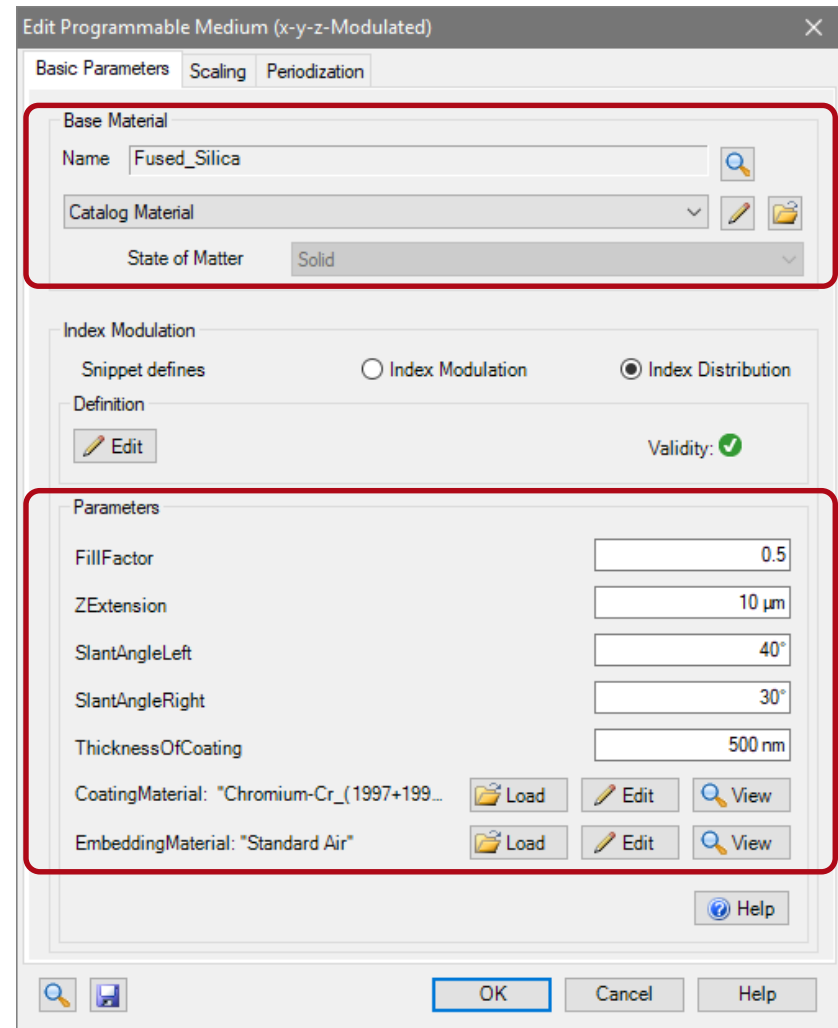 Edit Programmable Medium (x-y-z-Modulated)
Basic Parameters Scaling Periodization
Base Material
Name Fused_Silica
Catalog Material
State of Matter Solid
Index Modulation
Snippet defines Index Modulation Index Distribution
Definition
Edit Validity:
Parameters
FillFactor 0.5
ZExtension 10 µm
SlantAngleLeft 40°
SlantAngleRight 30°
ThicknessOfCoating 500 nm
CoatingMaterial: "Chromium-Cr_(1997+199... Load Edit View
EmbeddingMaterial: "Standard Air" Load Edit View
Help
OK Cancel Help